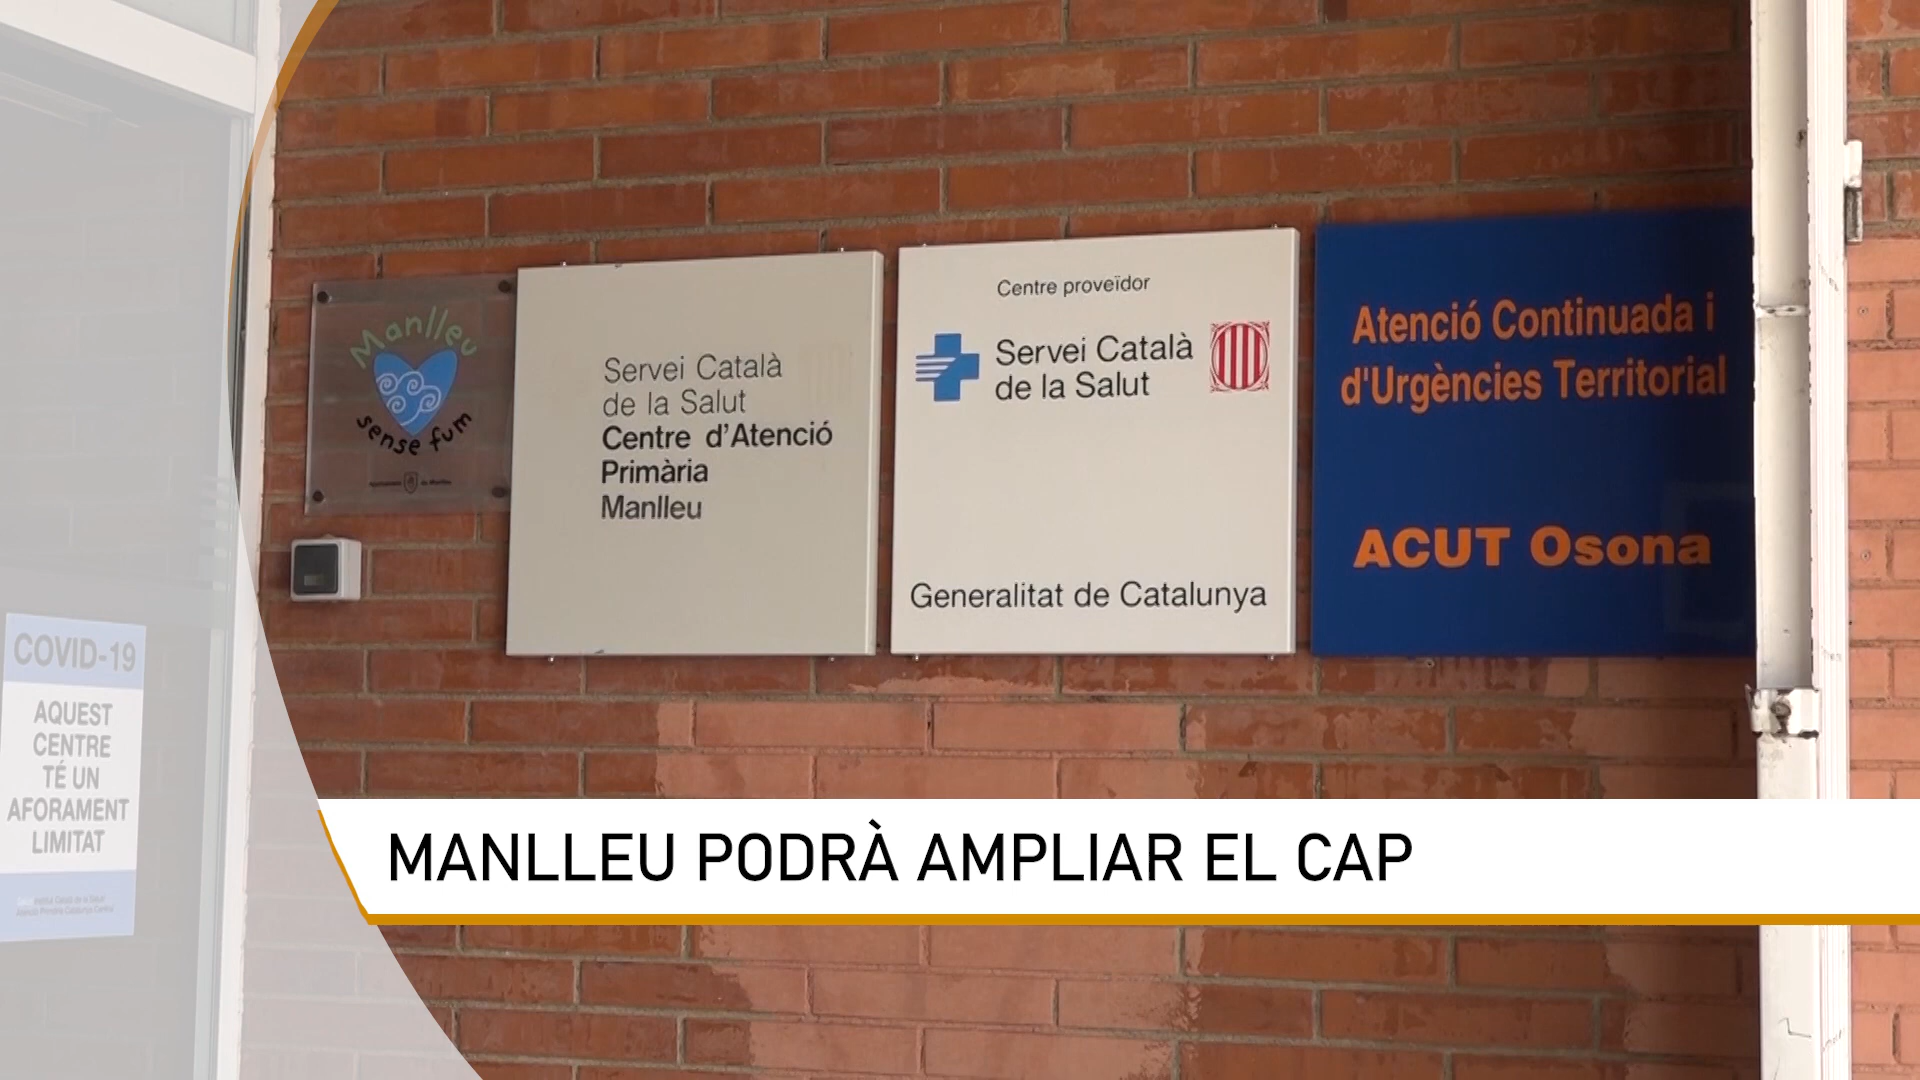 Manlleu
sense fum
Servei Català
de la Salut
Centre d'Atenció
Primària
Manlleu
Centre proveïdor
Servei Català
de la Salut
Generalitat de Catalunya
Atenció Continuada i
d'Urgències Territorial
ACUT Osona
COVID-19
AQUEST
CENTRE
TÉ UN
AFORAMENT
LIMITAT
MANLLEU PODRÀ AMPLIAR EL CAP